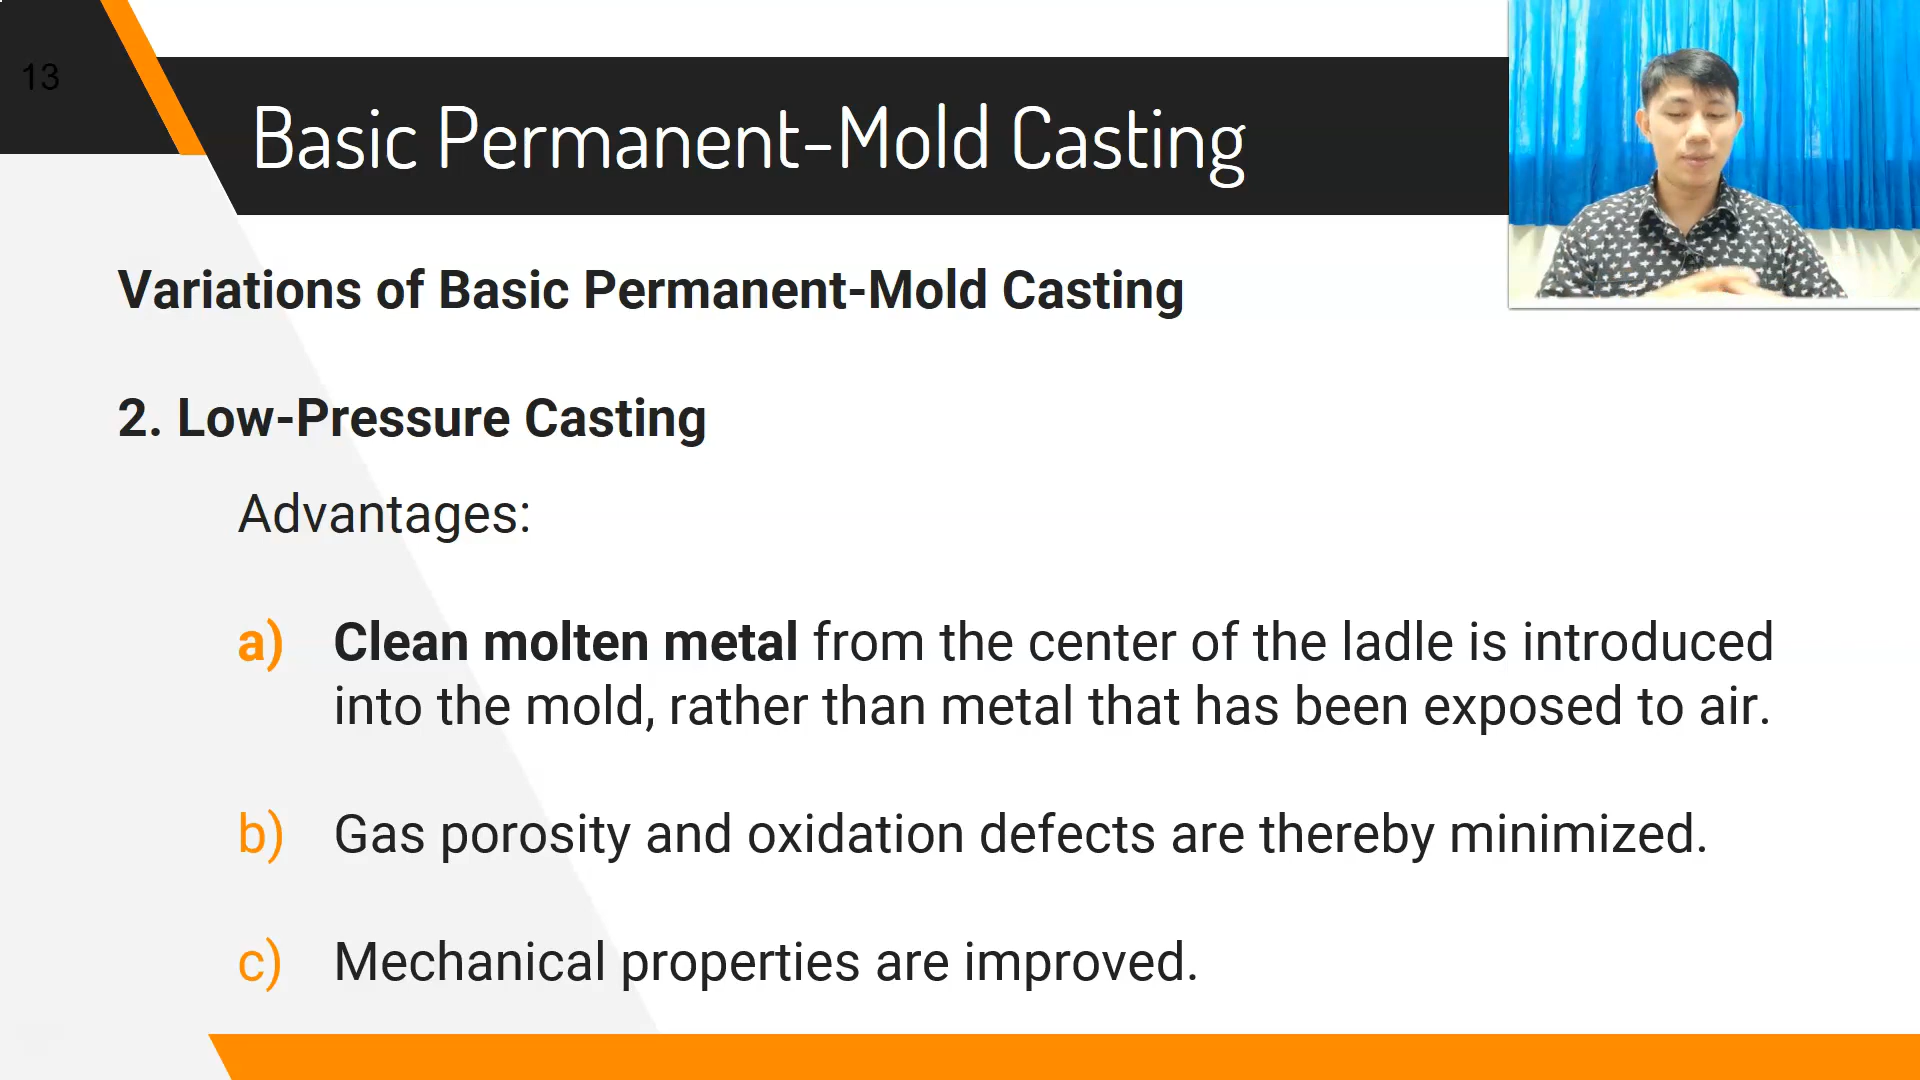 13
Basic Permanent-Mold Casting
Variations of Basic Permanent-Mold Casting
2. Low-Pressure Casting
Advantages:
a) Clean molten metal from the center of the ladle is introduced
into the mold, rather than metal that has been exposed to air.
b) Gas porosity and oxidation defects are thereby minimized.
c) Mechanical properties are improved.